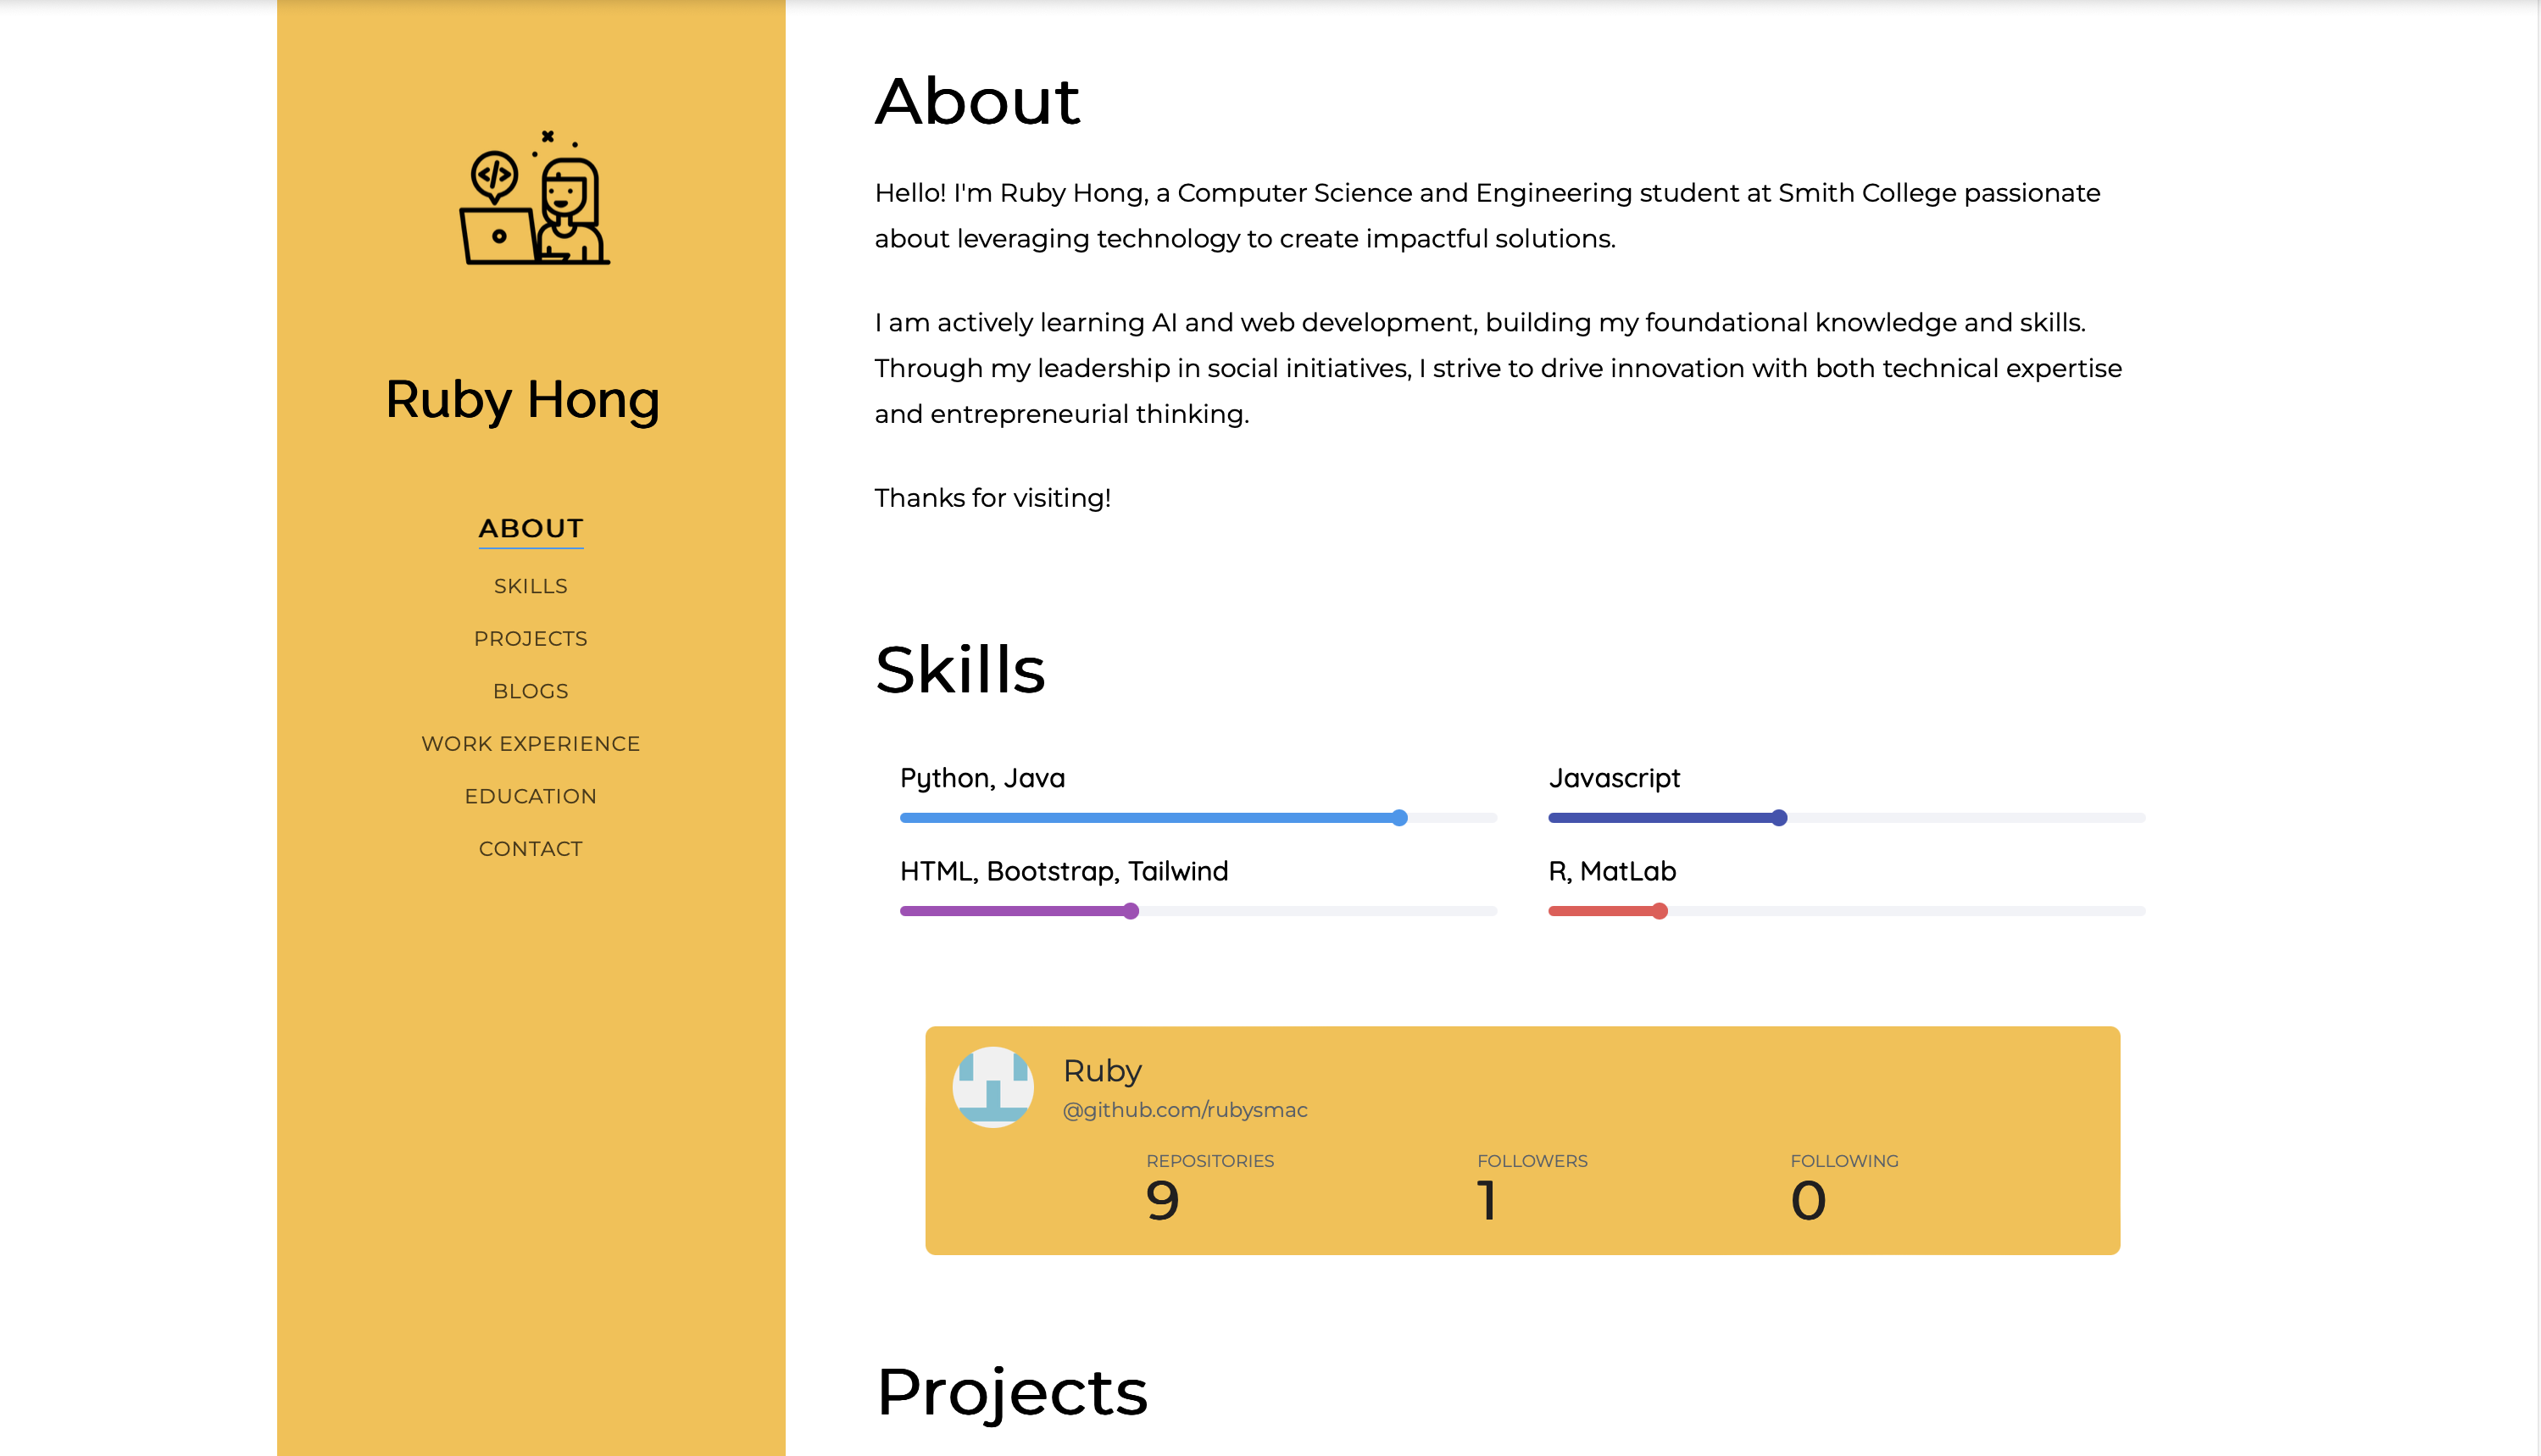 </>
Ruby Hong
ABOUT
SKILLS
PROJECTS
BLOGS
WORK EXPERIENCE
EDUCATION
CONTACT
About
Hello! I'm Ruby Hong, a Computer Science and Engineering student at Smith College passionate
about leveraging technology to create impactful solutions.
I am actively learning AI and web development, building my foundational knowledge and skills.
Through my leadership in social initiatives, I strive to drive innovation with both technical expertise
and entrepreneurial thinking.
Thanks for visiting!
Skills
Python, Java
Javascript
HTML, Bootstrap, Tailwind
R, MatLab
Ruby
@github.com/rubysmac
REPOSITORIES FOLLOWERS FOLLOWING
9 1 0
Projects